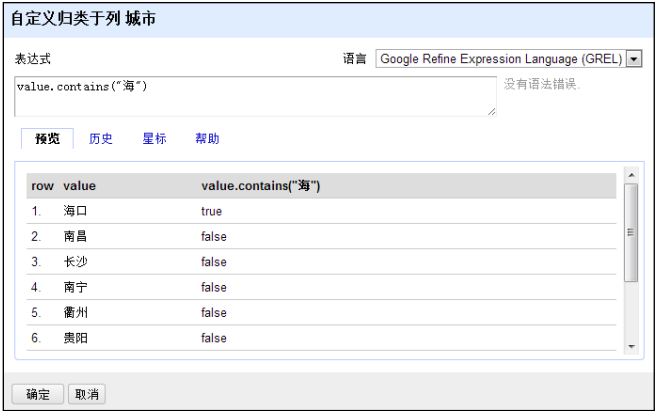 自定义归类于列 城市
表达式 语言 Google Refine Expression Language (GREL)
value.contains("海") 没有语法错误.
预览 历史 星标 帮助
row value value.contains("海")
1. 海口 true
2. 南昌 false
3. 长沙 false
4. 南宁 false
5. 衢州 false
6. 贵阳 false
确定 取消